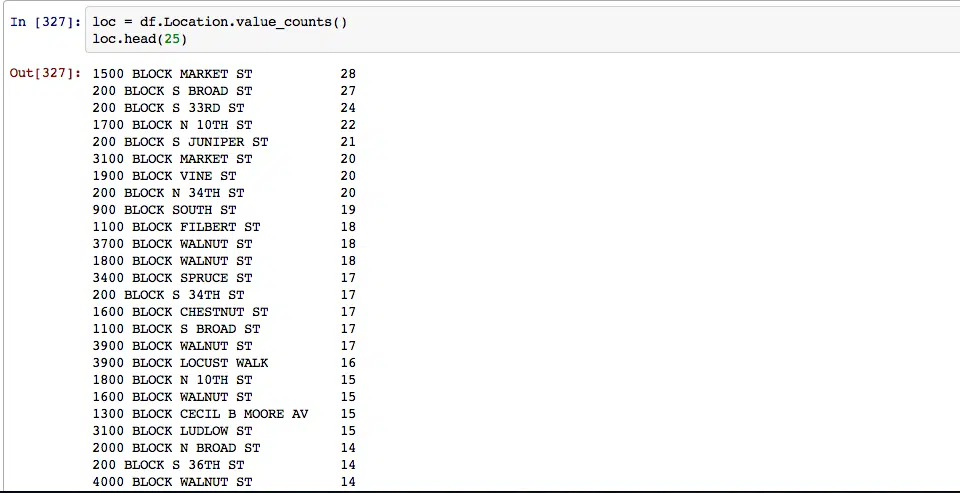 In [327]: loc = df.Location.value_counts()
loc.head(25)
Out[327]: 1500 BLOCK MARKET ST 28
200 BLOCK S BROAD ST 27
200 BLOCK S 33RD ST 24
1700 BLOCK N 10TH ST 22
200 BLOCK S JUNIPER ST 21
3100 BLOCK MARKET ST 20
1900 BLOCK VINE ST 20
200 BLOCK N 34TH ST 20
900 BLOCK SOUTH ST 19
1100 BLOCK FILBERT ST 18
3700 BLOCK WALNUT ST 18
1800 BLOCK WALNUT ST 18
3400 BLOCK SPRUCE ST 17
200 BLOCK S 34TH ST 17
1600 BLOCK CHESTNUT ST 17
1100 BLOCK S BROAD ST 17
3900 BLOCK WALNUT ST 17
3900 BLOCK LOCUST WALK 16
1800 BLOCK N 10TH ST 15
1600 BLOCK WALNUT ST 15
1300 BLOCK CECIL B MOORE AV 15
3100 BLOCK LUDLOW ST 15
2000 BLOCK N BROAD ST 14
200 BLOCK S 36TH ST 14
4000 BLOCK WALNUT ST 14